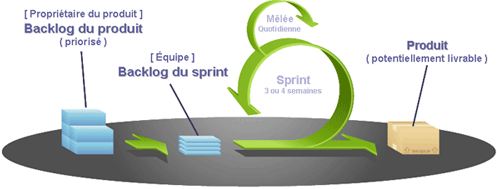 [ Propriétaire du produit ]
Backlog du produit
( priorisé )
[ Équipe ]
Backlog du sprint
Mêlée
Quotidienne
Sprint
3 ou 4 semaines
Produit
( potentiellement livrable )